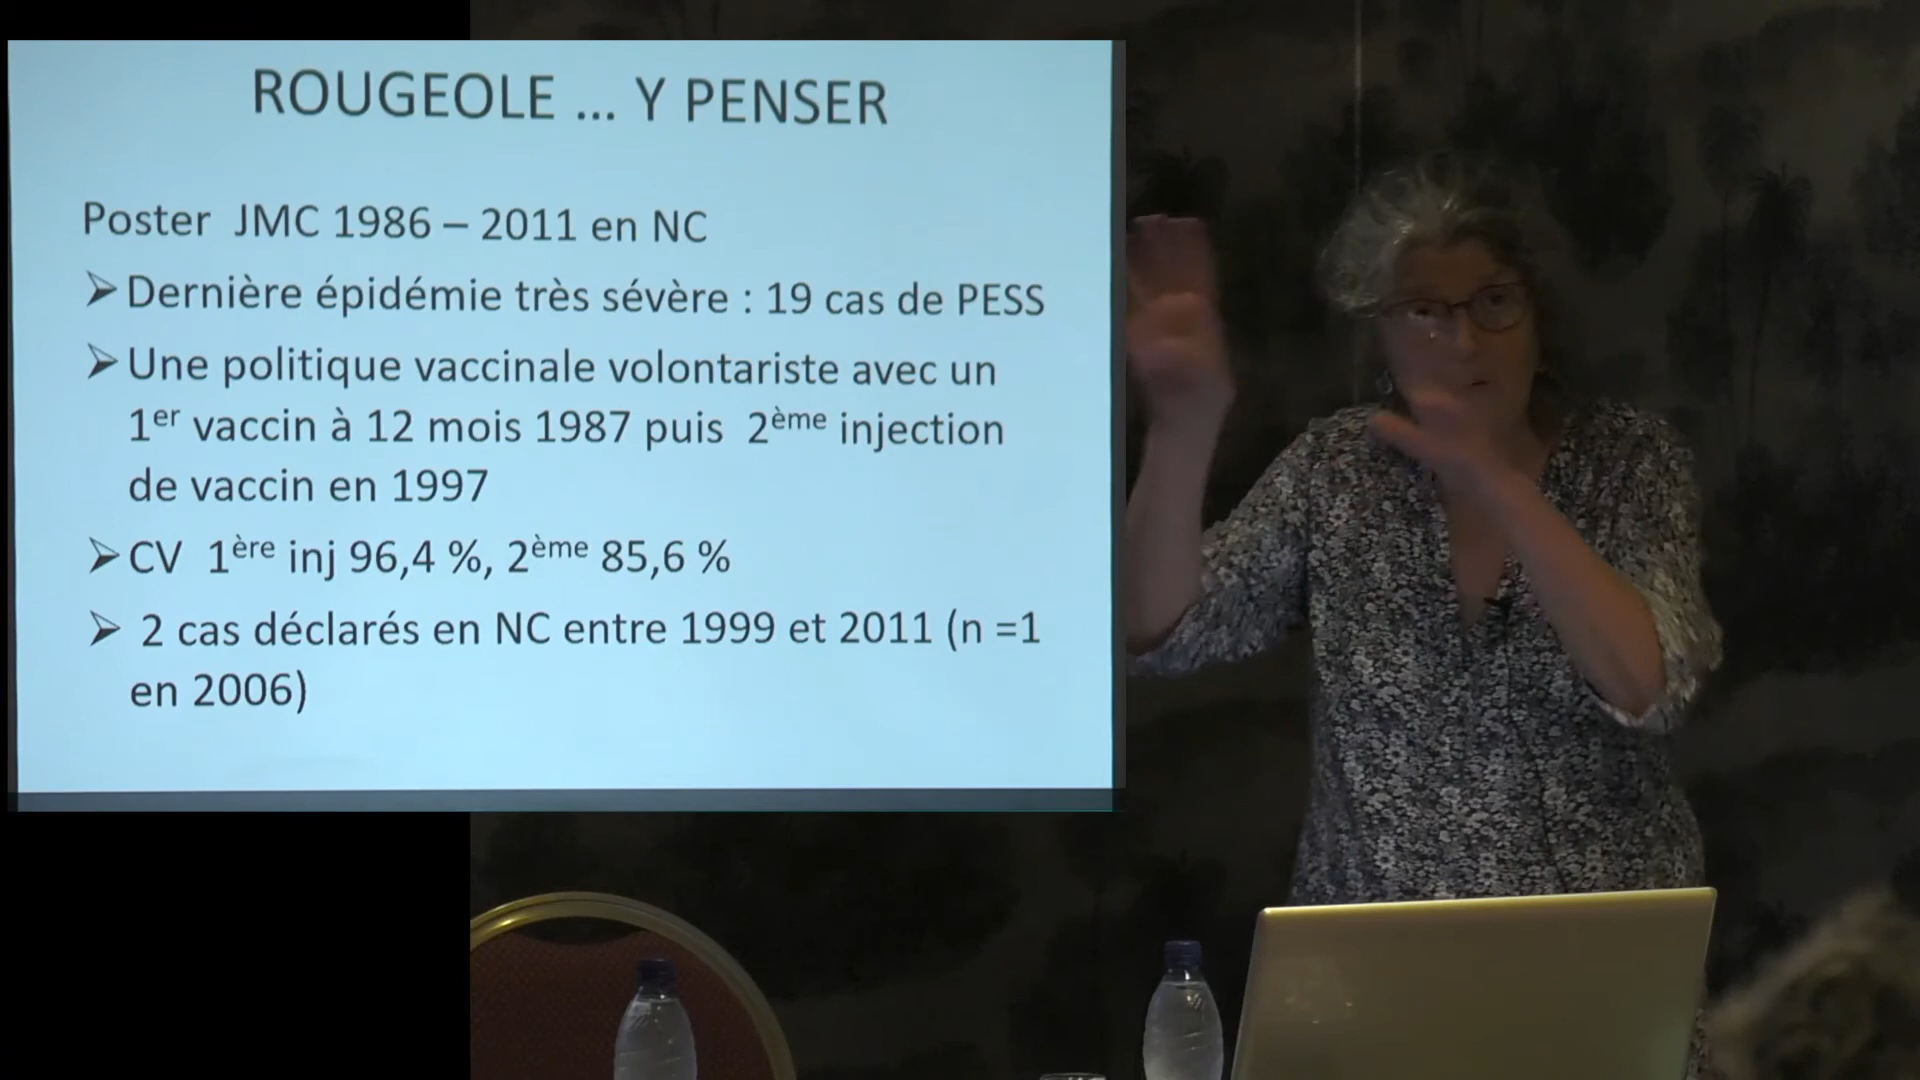 ROUGEOLE ... Y PENSER
Poster JMC 1986 – 2011 en NC
➢ Dernière épidémie très sévère : 19 cas de PESS
➢ Une politique vaccinale volontariste avec un
1er vaccin à 12 mois 1987 puis 2ème injection
de vaccin en 1997
➢ CV 1ère inj 96,4 %, 2ème 85,6 %
➢ 2 cas déclarés en NC entre 1999 et 2011 (n =1
en 2006)